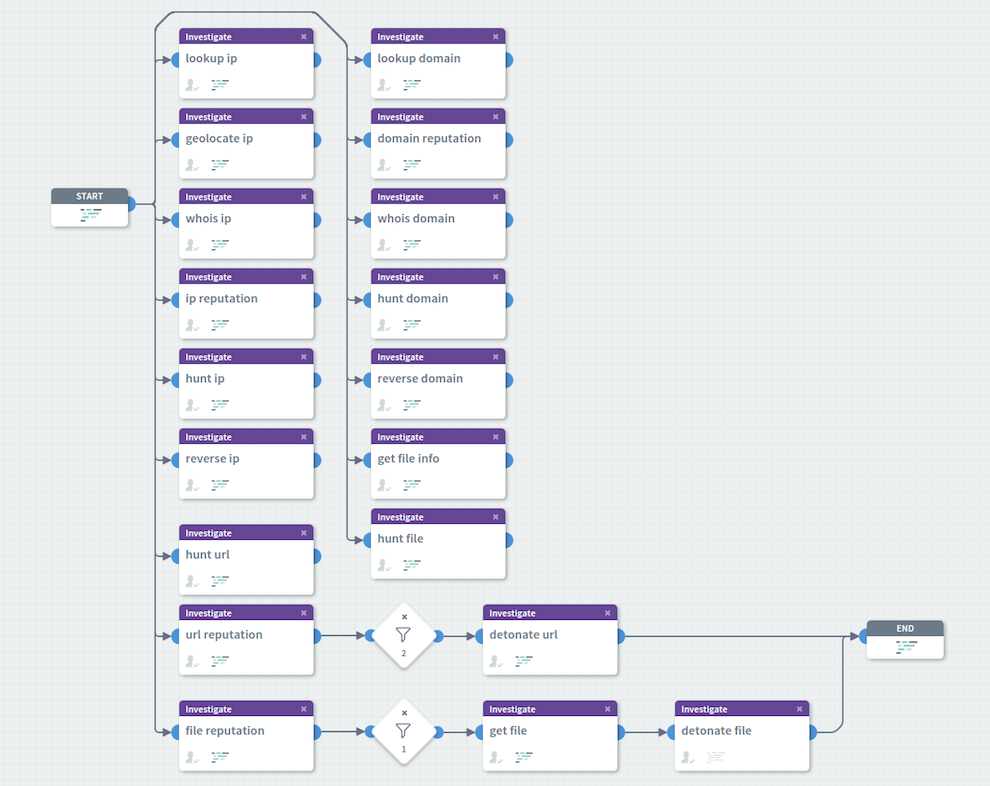 Investigate ×
lookup ip
Investigate ×
lookup domain
Investigate ×
geolocate ip
Investigate ×
domain reputation
START
Investigate ×
whois ip
Investigate ×
whois domain
Investigate ×
ip reputation
Investigate ×
hunt domain
Investigate ×
hunt ip
Investigate ×
reverse domain
Investigate ×
reverse ip
Investigate ×
get file info
Investigate ×
hunt url
Investigate ×
hunt file
Investigate ×
url reputation
×
2
Investigate ×
detonate url
END
Investigate ×
file reputation
×
1
Investigate ×
get file
Investigate ×
detonate file